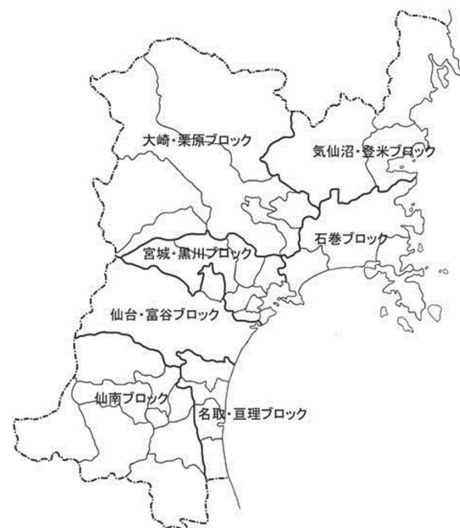 大崎・栗原ブロック
気仙沼・登米ブロック
石巻ブロック
宮城・黒川ブロック
仙台・富谷ブロック
仙南ブロック
名取・亘理ブロック